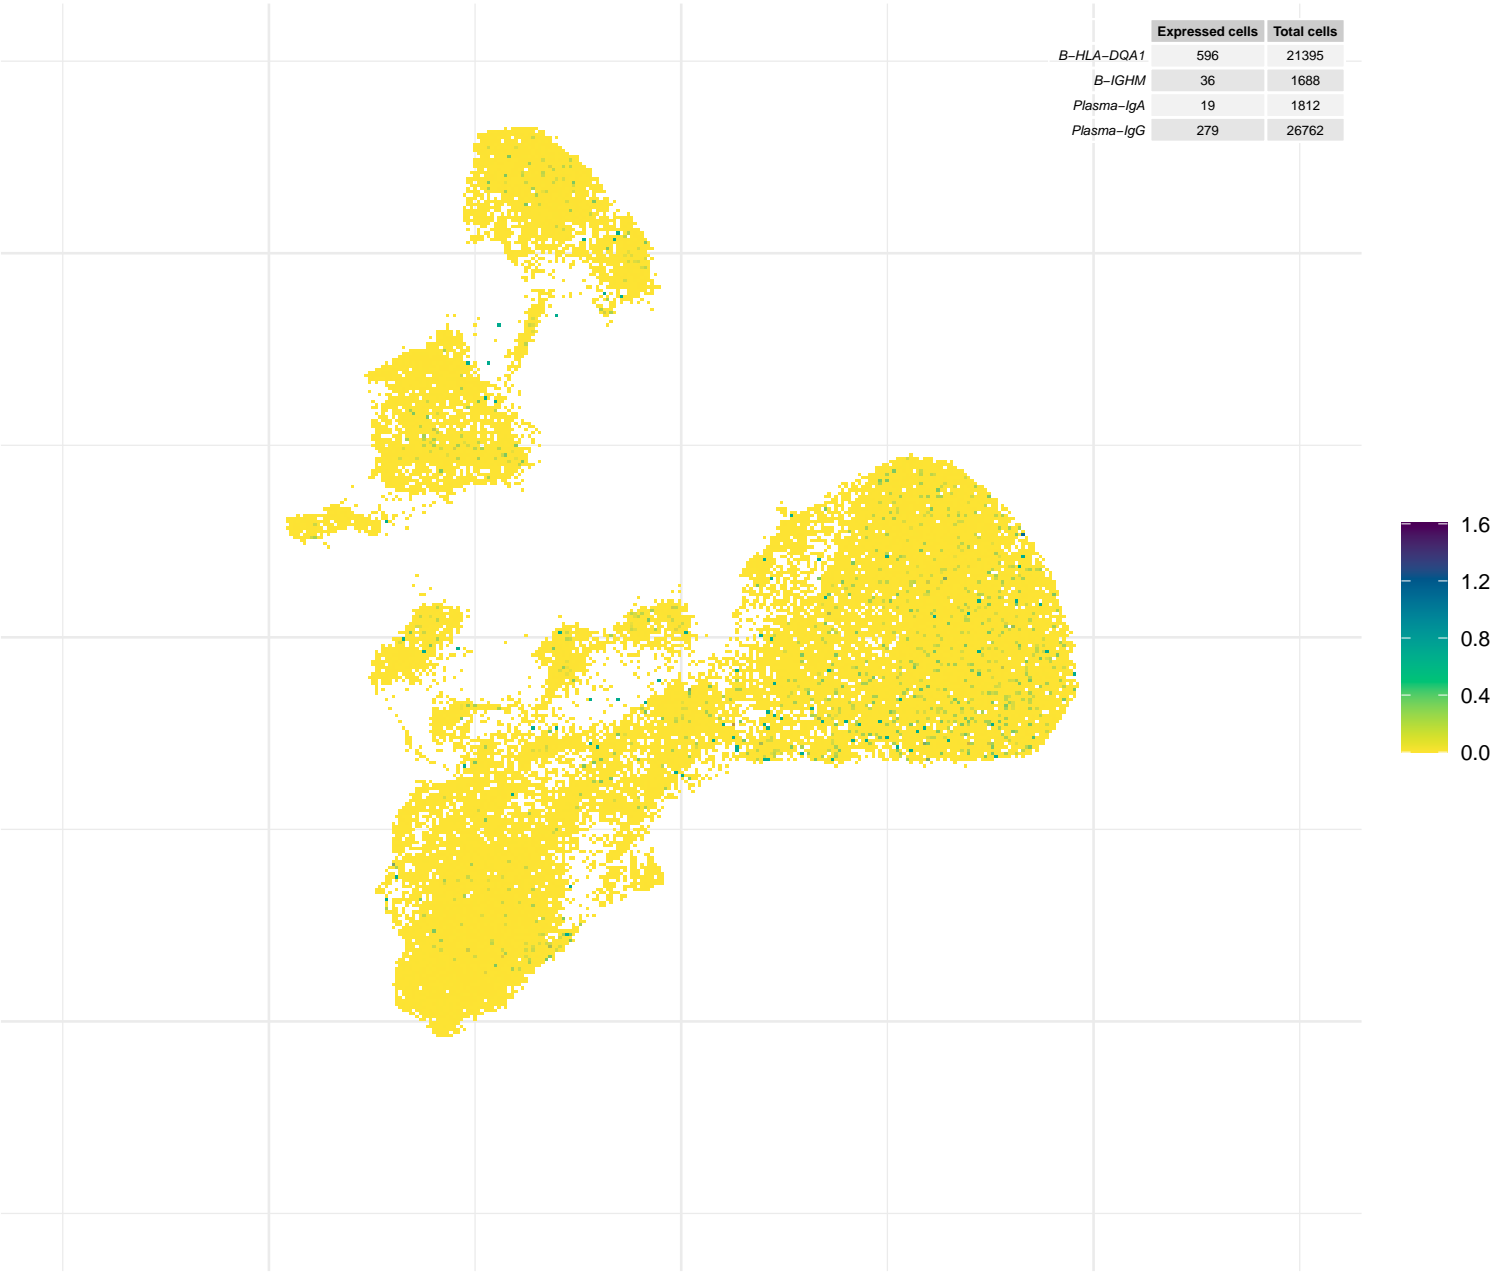 Expressed cells Total cells
B−HLA−DQA1 596 21395
B−IGHM 36 1688
Plasma−IgA 19 1812
Plasma−IgG 279 26762
1.6
1.2
0.8
0.4
0.0